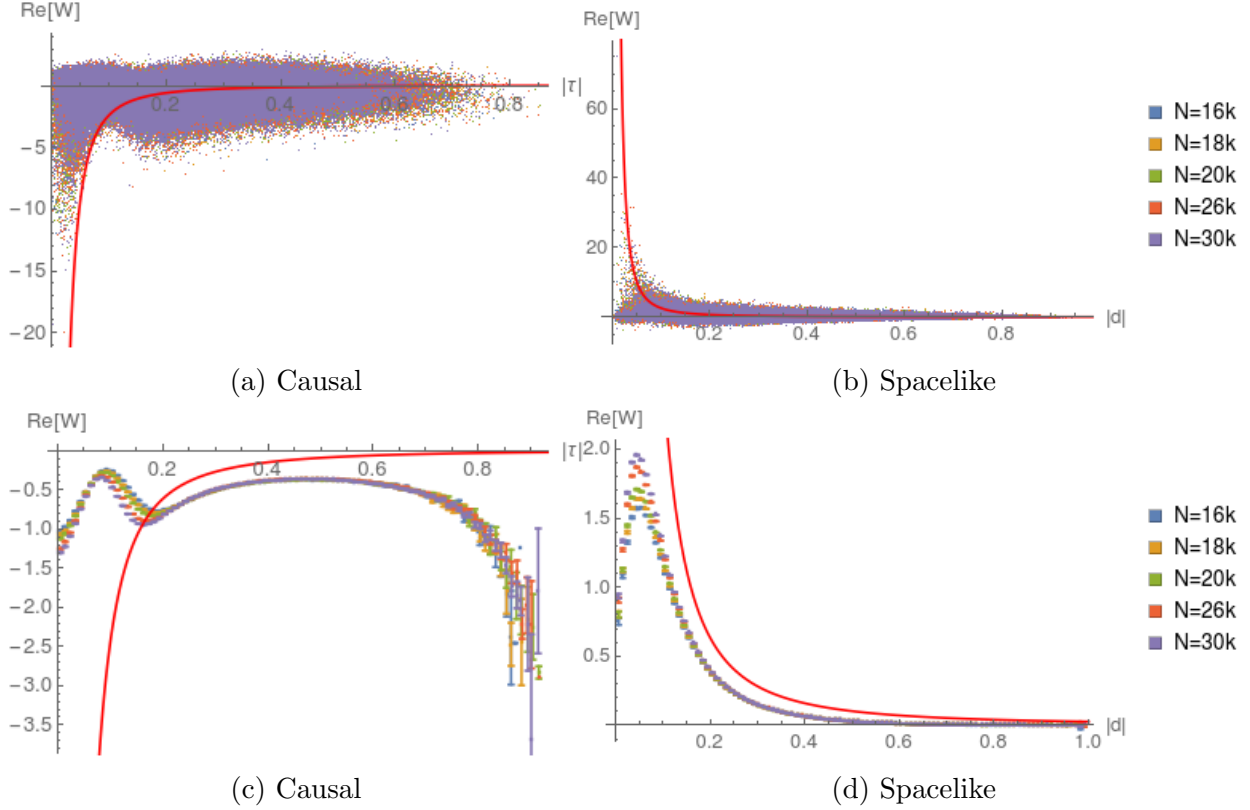 Re[W]
|τ|
0.2 0.4 0.6 0.8
−5
−10
−15
−20
(a) Causal
Re[W]
60
40
20
|d|
0.2 0.4 0.6 0.8
(b) Spacelike
N=16k
N=18k
N=20k
N=26k
N=30k
Re[W]
|τ|
0.2 0.4 0.6 0.8
−0.5
−1.0
−1.5
−2.0
−2.5
−3.0
−3.5
(c) Causal
Re[W]
2.0
1.5
1.0
0.5
|d|
0.2 0.4 0.6 0.8 1.0
(d) Spacelike
N=16k
N=18k
N=20k
N=26k
N=30k